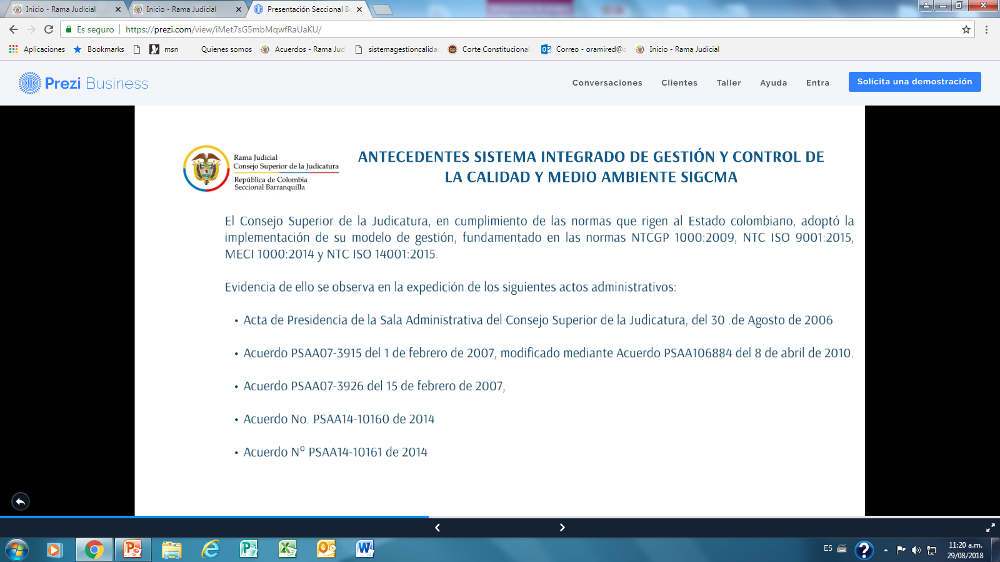 Inicio - Rama Judicial
Inicio - Rama Judicial
Presentación Seccional B
Es seguro
https://prezi.com/view/iMet7sG5mbMqwfRaUaKU/
Aplicaciones
Bookmarks
msn
Quienes somos
Acuerdos - Rama Jud
sistemagestioncalida
Corte Constitucional
Correo - oramired@c
Inicio - Rama Judicial
Prezi Business
Conversaciones
Clientes
Taller
Ayuda
Entra
Solicita una demostración
Rama Judicial
Consejo Superior de la Judicatura
República de Colombia
Seccional Barranquilla
ANTECEDENTES SISTEMA INTEGRADO DE GESTIÓN Y CONTROL DE
LA CALIDAD Y MEDIO AMBIENTE SIGCMA
El Consejo Superior de la Judicatura, en cumplimiento de las normas que rigen al Estado colombiano, adoptó la
implementación de su modelo de gestión, fundamentado en las normas NTCGP 1000:2009, NTC ISO 9001:2015,
MECI 1000:2014 y NTC ISO 14001:2015.
Evidencia de ello se observa en la expedición de los siguientes actos administrativos:
• Acta de Presidencia de la Sala Administrativa del Consejo Superior de la Judicatura, del 30 .de Agosto de 2006
• Acuerdo PSAA07-3915 del 1 de febrero de 2007, modificado mediante Acuerdo PSAA106884 del 8 de abril de 2010.
• Acuerdo PSAA07-3926 del 15 de febrero de 2007,
• Acuerdo No. PSAA14-10160 de 2014
• Acuerdo Nº PSAA14-10161 de 2014
ES
11:20 a.m.
29/08/2018